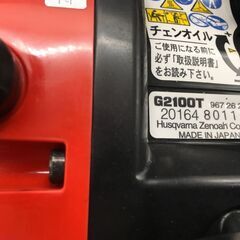 チェンオイル
ご使用になる前に
必ず「取扱説明書」
をお読み下さい
G2100T 967 28
20164 8011
Husqvarna Zenoah Co
MADE IN JAPAN